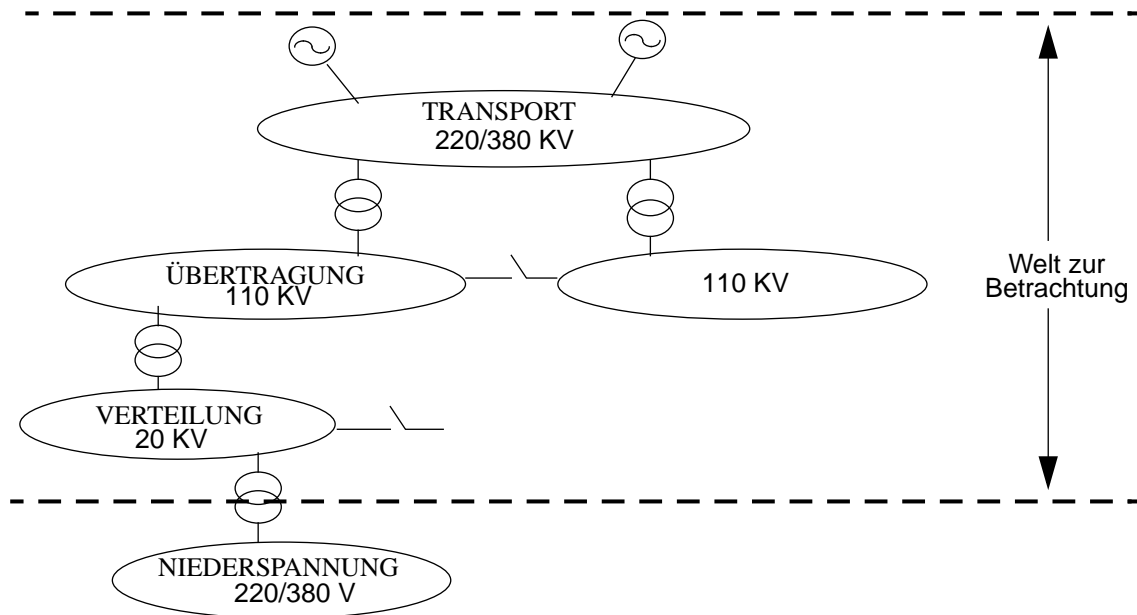 TRANSPORT
220/380 KV
ÜBERTRAGUNG
110 KV
110 KV
Welt zur
Betrachtung
VERTEILUNG
20 KV
NIEDERSPANNUNG
220/380 V